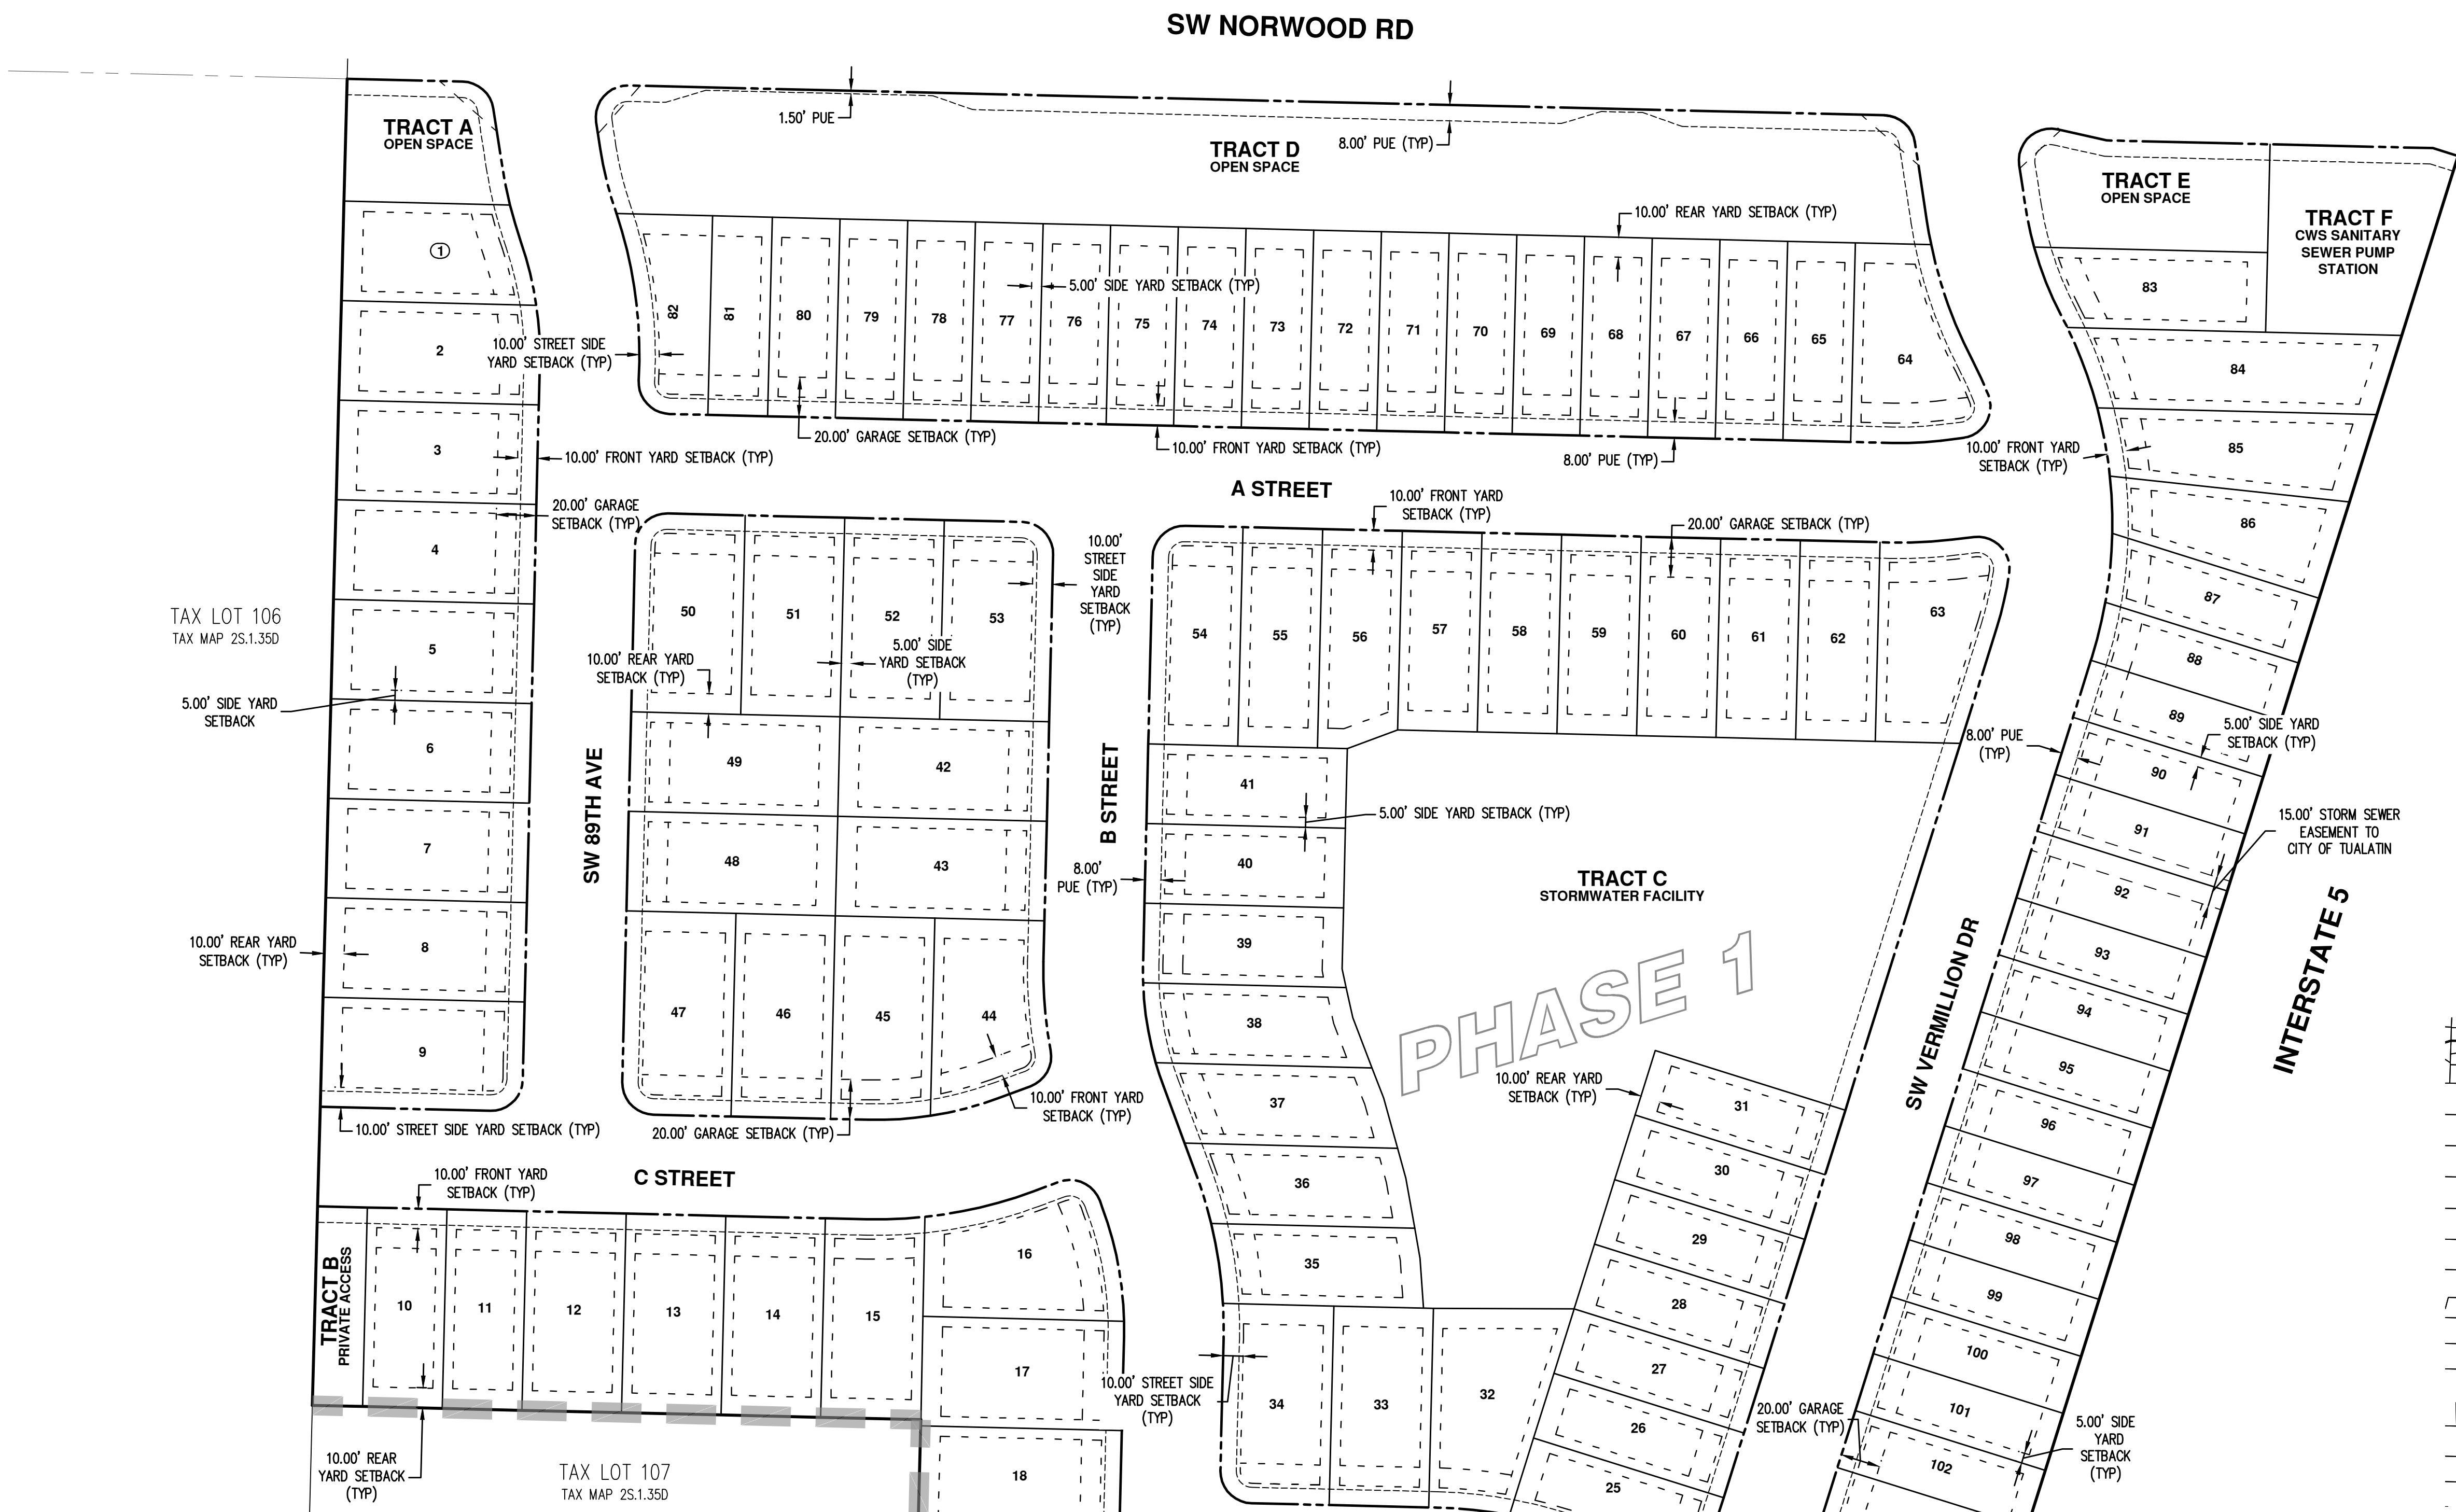 SW NORWOOD RD
TRACT A
OPEN SPACE
1.50' PUE
8.00' PUE (TYP)
TRACT D
OPEN SPACE
TRACT E
OPEN SPACE
TRACT F
CWS SANITARY
SEWER PUMP
STATION
10.00' REAR YARD SETBACK (TYP)
1
2
3
4
5
6
7
8
9
82
81
80
79
78
77
76
75
74
73
72
71
70
69
68
67
66
65
64
5.00' SIDE YARD SETBACK (TYP)
10.00' STREET SIDE
YARD SETBACK (TYP)
20.00' GARAGE SETBACK (TYP)
10.00' FRONT YARD SETBACK (TYP)
8.00' PUE (TYP)
10.00' FRONT YARD SETBACK (TYP)
20.00' GARAGE
SETBACK (TYP)
A STREET
10.00' FRONT YARD
SETBACK (TYP)
20.00' GARAGE SETBACK (TYP)
10.00' FRONT YARD
SETBACK (TYP)
83
84
85
86
87
88
89
90
91
92
93
94
95
96
97
98
99
100
101
102
TAX LOT 106
TAX MAP 2S.1.35D
5.00' SIDE YARD
SETBACK
10.00' REAR YARD
SETBACK (TYP)
10.00' STREET SIDE YARD SETBACK (TYP)
SW 89TH AVE
50
51
52
53
10.00' REAR YARD
SETBACK (TYP)
5.00' SIDE
YARD SETBACK
(TYP)
10.00'
STREET
SIDE
YARD
SETBACK
(TYP)
49
42
48
43
47
46
45
44
20.00' GARAGE SETBACK (TYP)
10.00' FRONT YARD
SETBACK (TYP)
B STREET
8.00'
PUE (TYP)
54
55
56
57
58
59
60
61
62
63
41
40
39
38
37
36
35
5.00' SIDE YARD SETBACK (TYP)
TRACT C
STORMWATER FACILITY
PHASE 1
8.00' PUE
(TYP)
5.00' SIDE YARD
SETBACK (TYP)
15.00' STORM SEWER
EASEMENT TO
CITY OF TUALATIN
SW VERMILLION DR
INTERSTATE 5
10.00' REAR YARD
SETBACK (TYP)
31
30
29
28
27
26
25
C STREET
10.00' FRONT YARD
SETBACK (TYP)
TRACT B
PRIVATE ACCESS
10
11
12
13
14
15
16
17
18
10.00' STREET SIDE
YARD SETBACK
(TYP)
34
33
32
20.00' GARAGE
SETBACK (TYP)
5.00' SIDE
YARD
SETBACK
(TYP)
10.00' REAR
YARD SETBACK
(TYP)
TAX LOT 107
TAX MAP 2S.1.35D